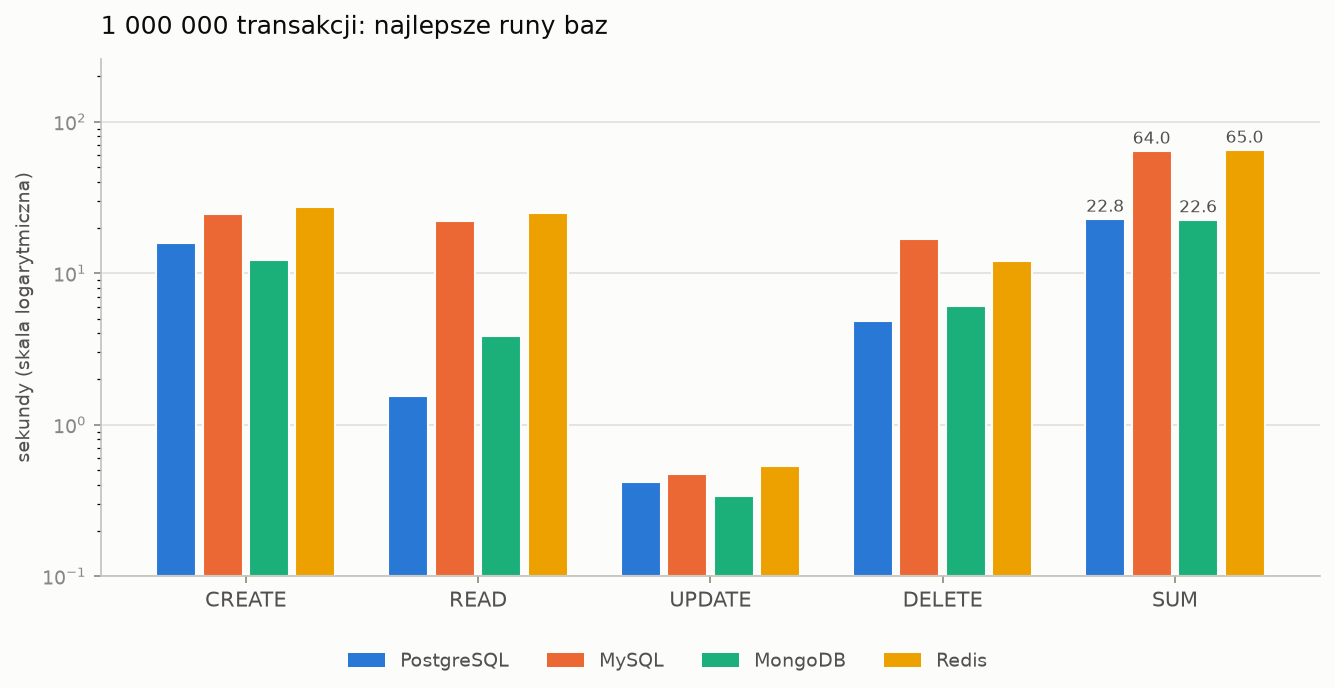 1 000 000 transakcji: najlepsze runy baz
sekundy (skala logarytmiczna)
10²
10¹
10⁰
10⁻¹
64.0
65.0
22.8
22.6
CREATE
READ
UPDATE
DELETE
SUM
PostgreSQL
MySQL
MongoDB
Redis